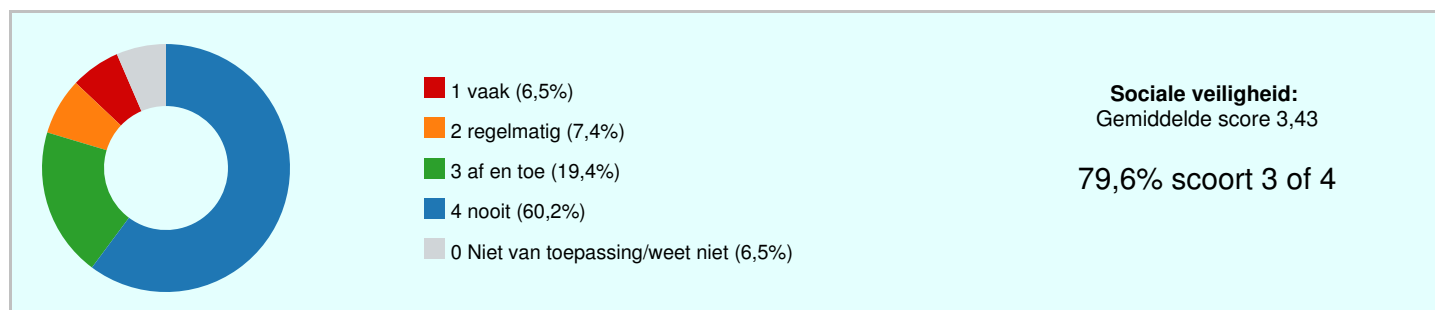 1 vaak (6,5%)
2 regelmatig (7,4%)
3 af en toe (19,4%)
4 nooit (60,2%)
0 Niet van toepassing/weet niet (6,5%)
Sociale veiligheid:
Gemiddelde score 3,43
79,6% scoort 3 of 4